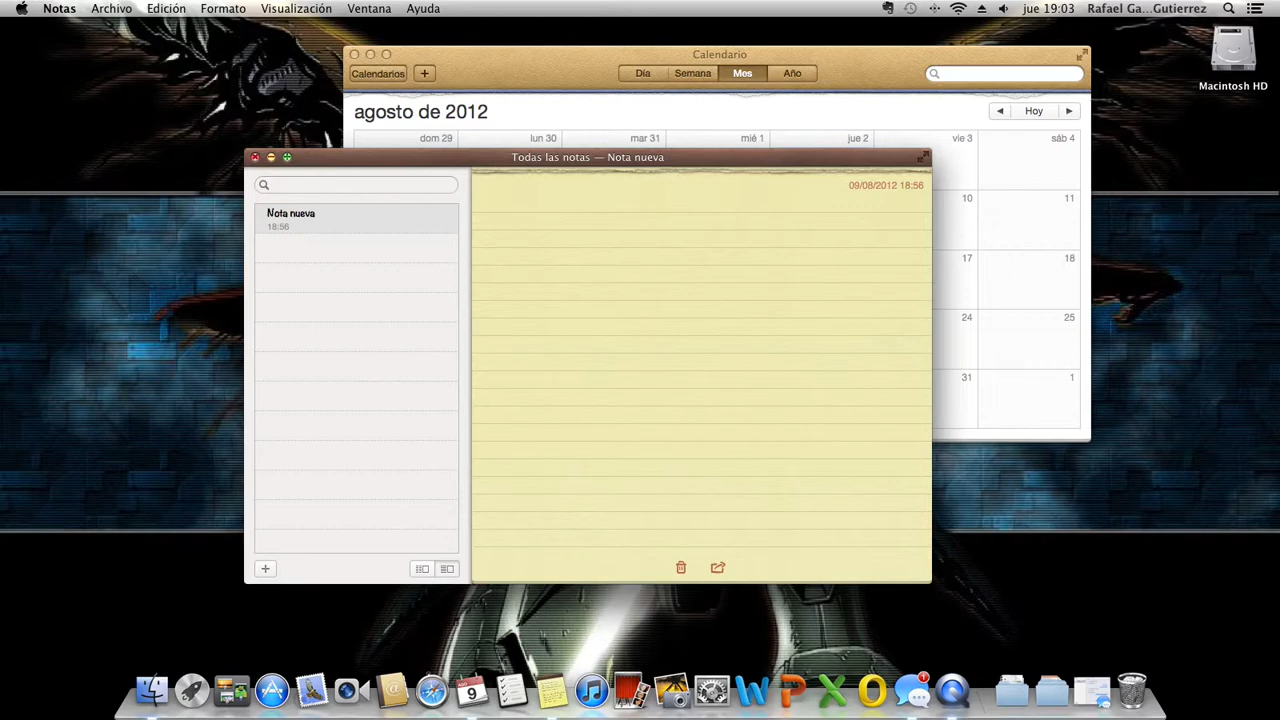 Notas Archivo Edición Formato Visualización Ventana Ayuda jue 19:03 Rafael Ga...Gutierrez
Macintosh HD
Calendario
Calendarios + Día Semana Mes Año
agosto de 2012 Hoy
dom 29 lun 30 mar 31 mié 1 jue 2 vie 3 sáb 4
Todas las notas — Nota nueva
09/08/2012 18:56
Nota nueva
18:56
10 11
17 18
24 25
31 1
+
AGO
9
W P X O 1